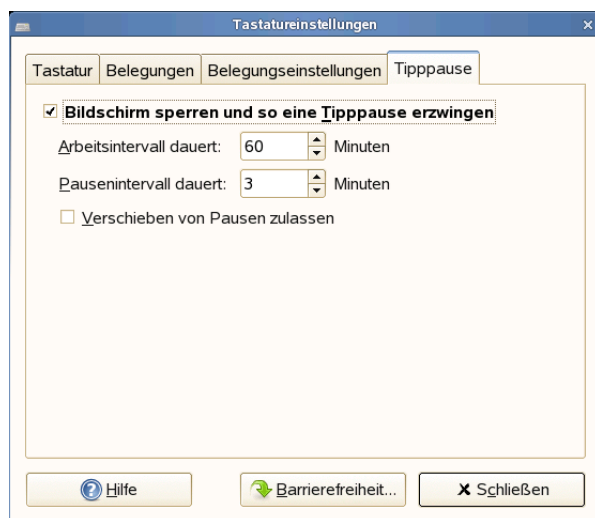 Tastatureinstellungen
Tastatur Belegungen Belegungseinstellungen Tipppause
Bildschirm sperren und so eine Tipppause erzwingen
Arbeitsintervall dauert: 60 Minuten
Pausenintervall dauert: 3 Minuten
Verschieben von Pausen zulassen
Hilfe Barrierefreiheit... Schließen